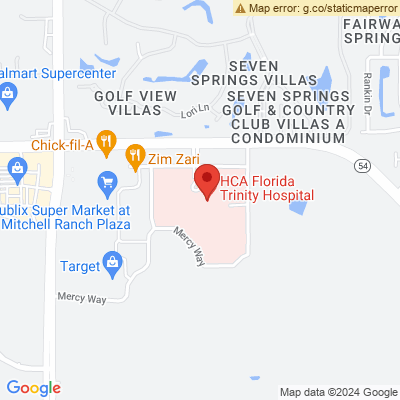 Map error: g.co/staticmaperror
FAIRWA
SPRING
Rankin Dr
SEVEN
SPRINGS VILLAS
almart Supercenter
GOLF VIEW
VILLAS
Lori Ln
SEVEN SPRINGS
GOLF & COUNTRY
CLUB VILLAS A
CONDOMINIUM
Chick-fil-A
Zim Zari
54
HCA Florida
Trinity Hospital
ublix Super Market at
Mitchell Ranch Plaza
Target
Mercy Way
Mercy Way
Google
Map data ©2024 Google